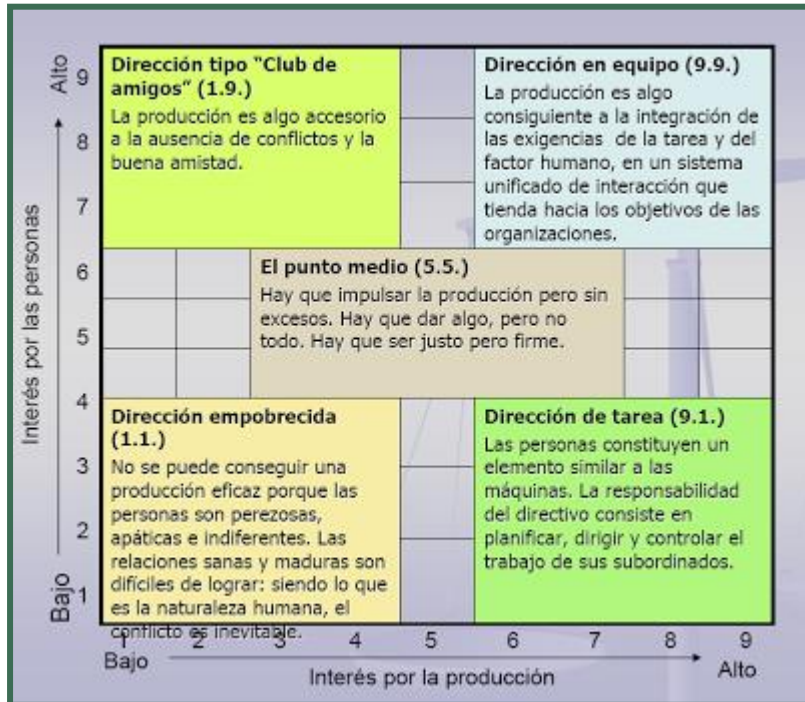 Alto
9
8
7
6
5
4
3
2
1
Bajo
Interés por las personas
Dirección tipo “Club de
amigos” (1.9.)
La producción es algo accesorio
a la ausencia de conflictos y la
buena amistad.
Dirección en equipo (9.9.)
La producción es algo
consiguiente a la integración de
las exigencias de la tarea y del
factor humano, en un sistema
unificado de interacción que
tienda hacia los objetivos de las
organizaciones.
El punto medio (5.5.)
Hay que impulsar la producción pero sin
excesos. Hay que dar algo, pero no
todo. Hay que ser justo pero firme.
Dirección empobrecida
(1.1.)
No se puede conseguir una
producción eficaz porque las
personas son perezosas,
apáticas e indiferentes. Las
relaciones sanas y maduras son
difíciles de lograr: siendo lo que
es la naturaleza humana, el
conflicto es inevitable.
Dirección de tarea (9.1.)
Las personas constituyen un
elemento similar a las
máquinas. La responsabilidad
del directivo consiste en
planificar, dirigir y controlar el
trabajo de sus subordinados.
1 2 3 4 5 6 7 8 9
Bajo
Alto
Interés por la producción